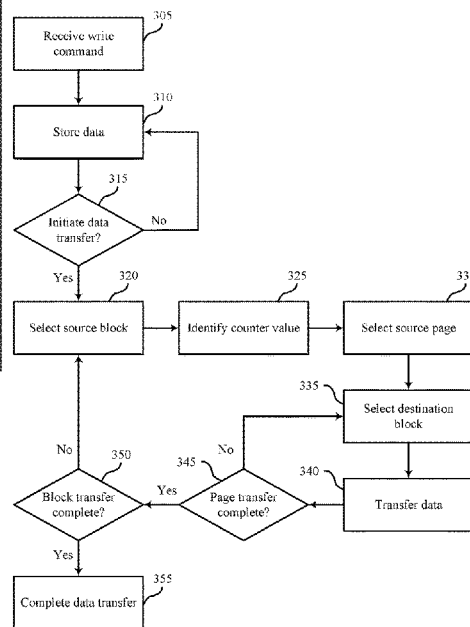 305
Receive write
command
310
Store data
315
Initiate data
transfer?
No
Yes
320
Select source block
325
Identify counter value
33
Select source page
335
Select destination
block
340
Transfer data
No
345
Page transfer
complete?
Yes
No
350
Block transfer
complete?
Yes
355
Complete data transfer